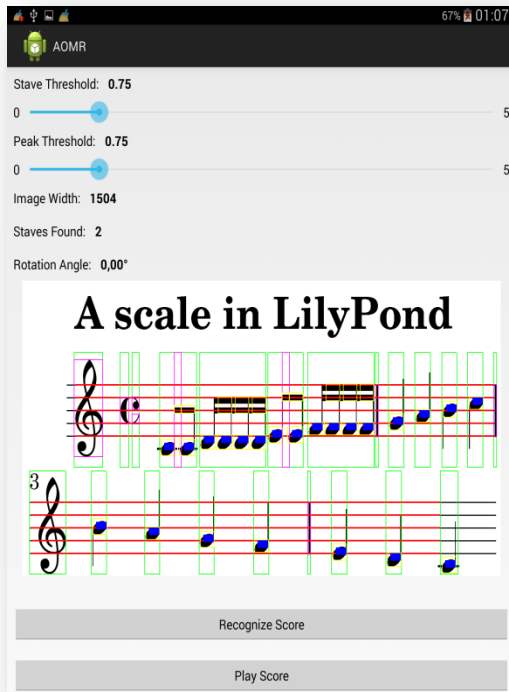 67% 01:07
AOMR
Stave Threshold: 0.75
0 5
Peak Threshold: 0.75
0 5
Image Width: 1504
Staves Found: 2
Rotation Angle: 0,00°
A scale in LilyPond
3
Recognize Score
Play Score